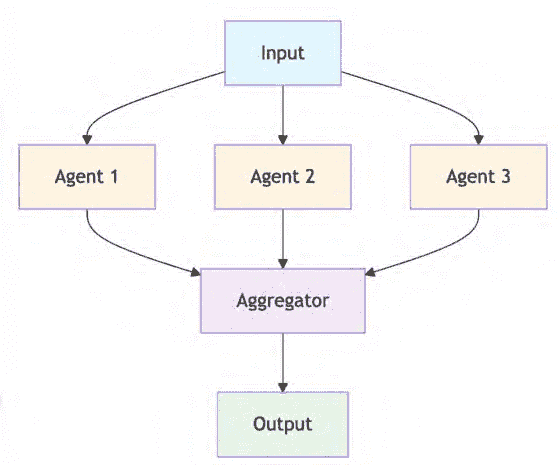 Input
Agent 1
Agent 2
Agent 3
Aggregator
Output